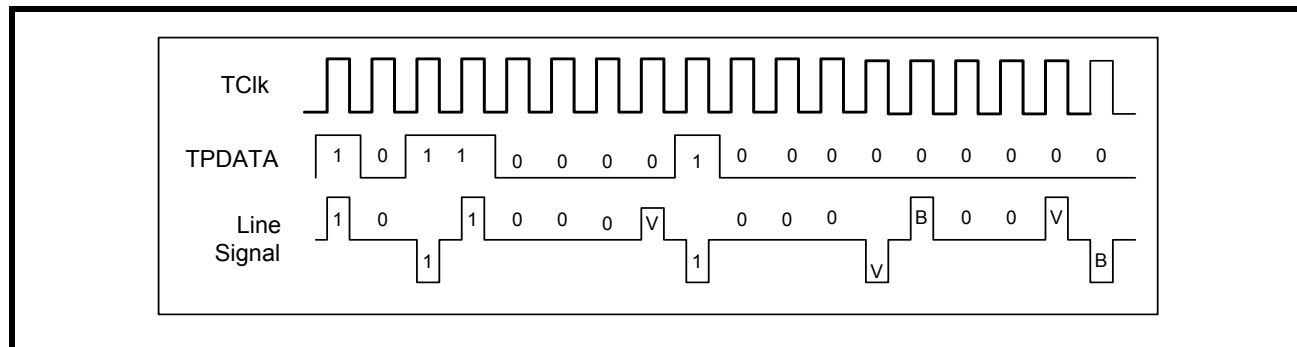 TClk
TPDATA 1 0 1 1 0 0 0 0 1 0 0 0 0 0 0 0 0 0
Line Signal 1 0 1 1 0 0 0 V 1 0 0 0 V B 0 0 V B